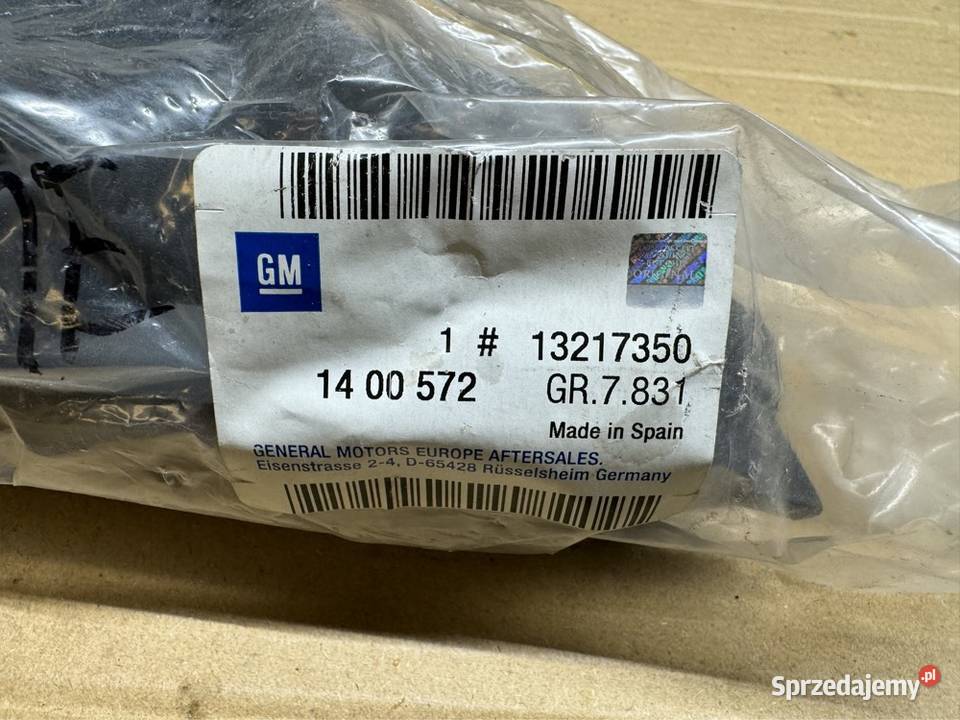 GM
1 # 13217350
14 00 572 GR.7.831
Made in Spain
GENERAL MOTORS EUROPE AFTERSALES.
Eisenstrasse 2-4, D-65428 Rüsselsheim Germany
Sprzedajemy.pl